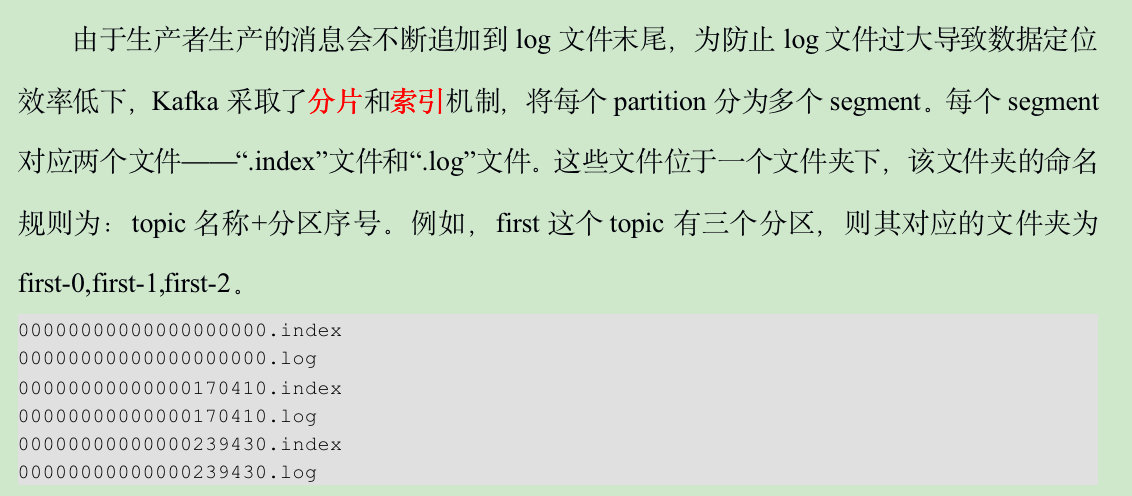 由于生产者生产的消息会不断追加到 log 文件末尾，为防止 log 文件过大导致数据定位
效率低下，Kafka 采取了分片和索引机制，将每个 partition 分为多个 segment。每个 segment
对应两个文件——“.index”文件和“.log”文件。这些文件位于一个文件夹下，该文件夹的命名
规则为：topic 名称+分区序号。例如，first 这个 topic 有三个分区，则其对应的文件夹为
first-0,first-1,first-2。
00000000000000000000.index
00000000000000000000.log
00000000000000170410.index
00000000000000170410.log
00000000000000239430.index
00000000000000239430.log